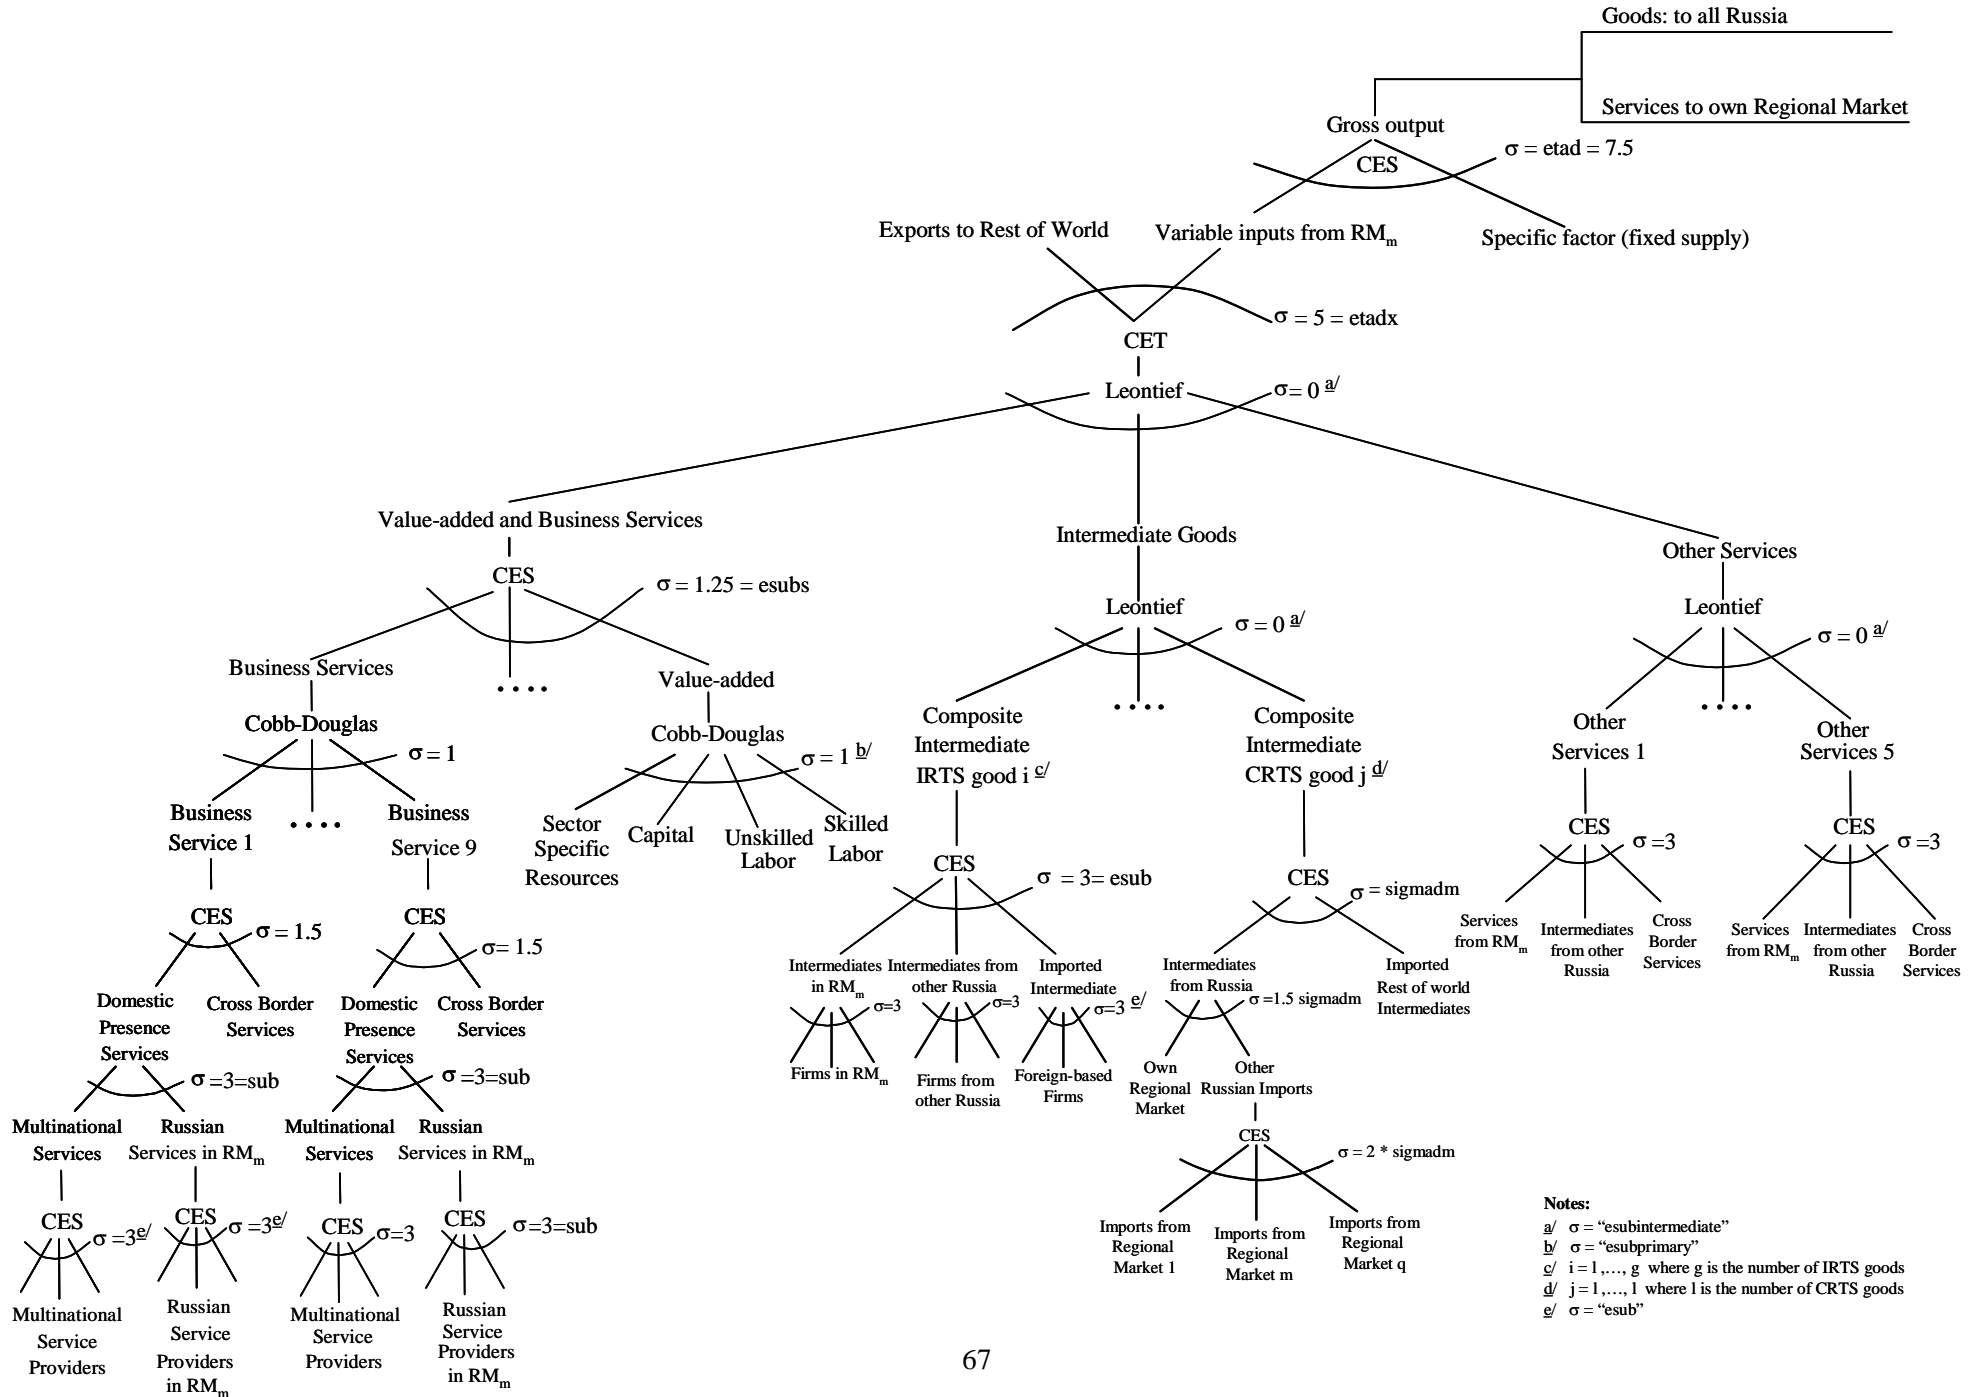 Goods: to all Russia
Services to own Regional Market
Gross output
CES
σ = etad = 7.5
Exports to Rest of World
Variable inputs from RMm
Specific factor (fixed supply)
σ = 5 = etadx
CET
Leontief
σ= 0 a/
Value-added and Business Services
CES
σ = 1.25 = esubs
Business Services
. . . .
Value-added
Cobb-Douglas
σ = 1
Cobb-Douglas
σ = 1 b/
Business
Service 1
. . . .
Business
Service 9
Sector
Specific
Resources
Capital
Unskilled
Labor
Skilled
Labor
CES
σ = 1.5
CES
σ= 1.5
Domestic
Presence
Services
Cross Border
Services
Domestic
Presence
Services
Cross Border
Services
σ =3=sub
σ =3=sub
Multinational
Services
Russian
Services in RMm
Multinational
Services
Russian
Services in RMm
CES
σ =3e/
CES
σ =3e/
CES
σ=3
CES
σ=3=sub
Multinational
Service
Providers
Russian
Service
Providers
in RMm
Multinational
Service
Providers
Russian
Service
Providers
in RMm
Intermediate Goods
Leontief
σ = 0 a/
Composite
Intermediate
IRTS good i c/
. . . .
Composite
Intermediate
CRTS good j d/
CES
σ = 3= esub
CES
σ = sigmadm
Intermediates
in RMm
σ=3
Intermediates from
other Russia
σ=3
Imported
Intermediate
σ=3 e/
Firms in RMm
Firms from
other Russia
Foreign-based
Firms
Intermediates
from Russia
σ =1.5 sigmadm
Imported
Rest of world
Intermediates
Own
Regional
Market
Other
Russian Imports
CES
σ = 2 * sigmadm
Imports from
Regional
Market 1
Imports from
Regional
Market m
Imports from
Regional
Market q
Other Services
Leontief
σ = 0 a/
Other
Services 1
. . . .
Other
Services 5
CES
σ =3
CES
σ =3
Services
from RMm
Intermediates
from other
Russia
Cross
Border
Services
Services
from RMm
Intermediates
from other
Russia
Cross
Border
Services
Notes:
a/ σ = “esubintermediate”
b/ σ = “esubprimary”
c/ i = 1 ,…, g where g is the number of IRTS goods
d/ j = 1 ,…, l where l is the number of CRTS goods
e/ σ = “esub”
67